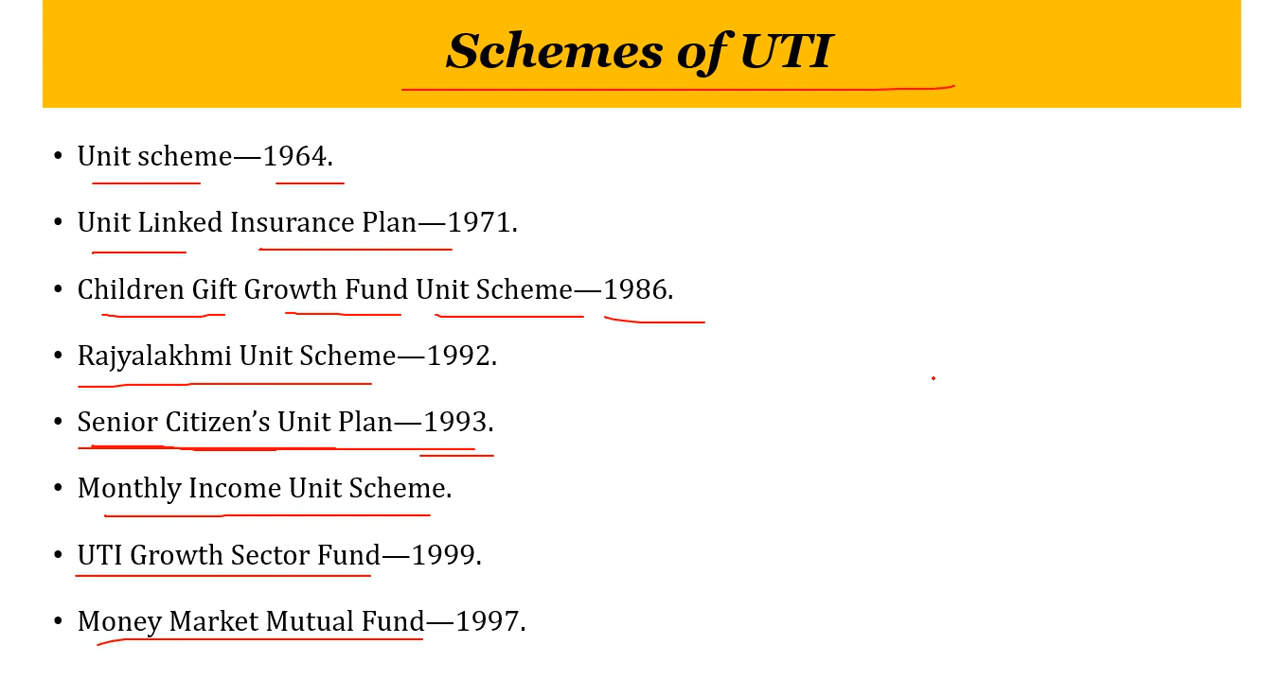 Schemes of UTI
• Unit scheme—1964.
• Unit Linked Insurance Plan—1971.
• Children Gift Growth Fund Unit Scheme—1986.
• Rajyalakhmi Unit Scheme—1992.
• Senior Citizen’s Unit Plan—1993.
• Monthly Income Unit Scheme.
• UTI Growth Sector Fund—1999.
• Money Market Mutual Fund—1997.